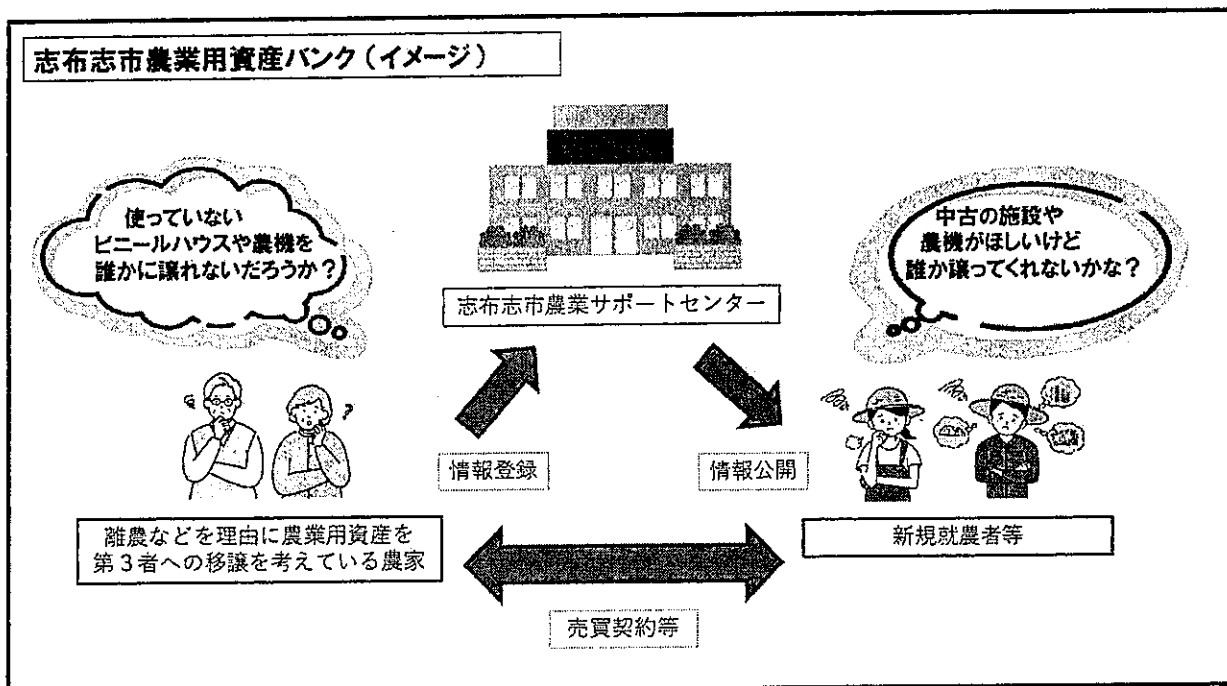 志布志市農業用資産バンク（イメージ）
使っていない
ビニールハウスや農機を
誰かに譲れないだろうか？
中古の施設や
農機がほしいけど
誰か譲ってくれないかな？
志布志市農業サポートセンター
情報登録
情報公開
離農などを理由に農業用資産を
第３者への移譲を考えている農家
新規就農者等
売買契約等